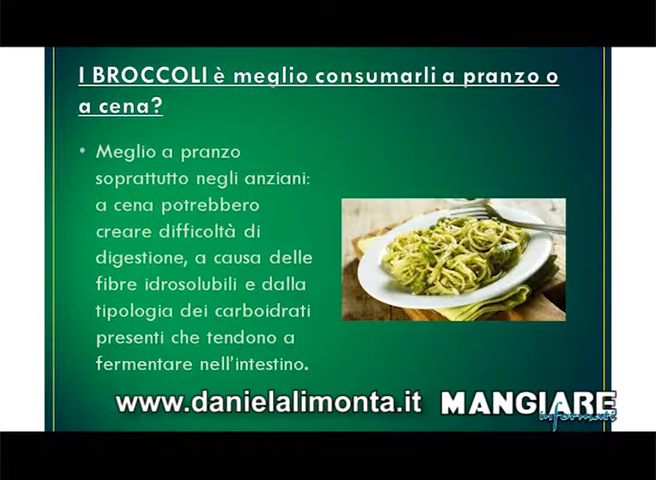 I BROCCOLI è meglio consumarli a pranzo o
a cena?
• Meglio a pranzo
soprattutto negli anziani:
a cena potrebbero
creare difficoltà di
digestione, a causa delle
fibre idrosolubili e dalla
tipologia dei carboidrati
presenti che tendono a
fermentare nell'intestino.
www.danielalimonta.it MANGIARE
informati